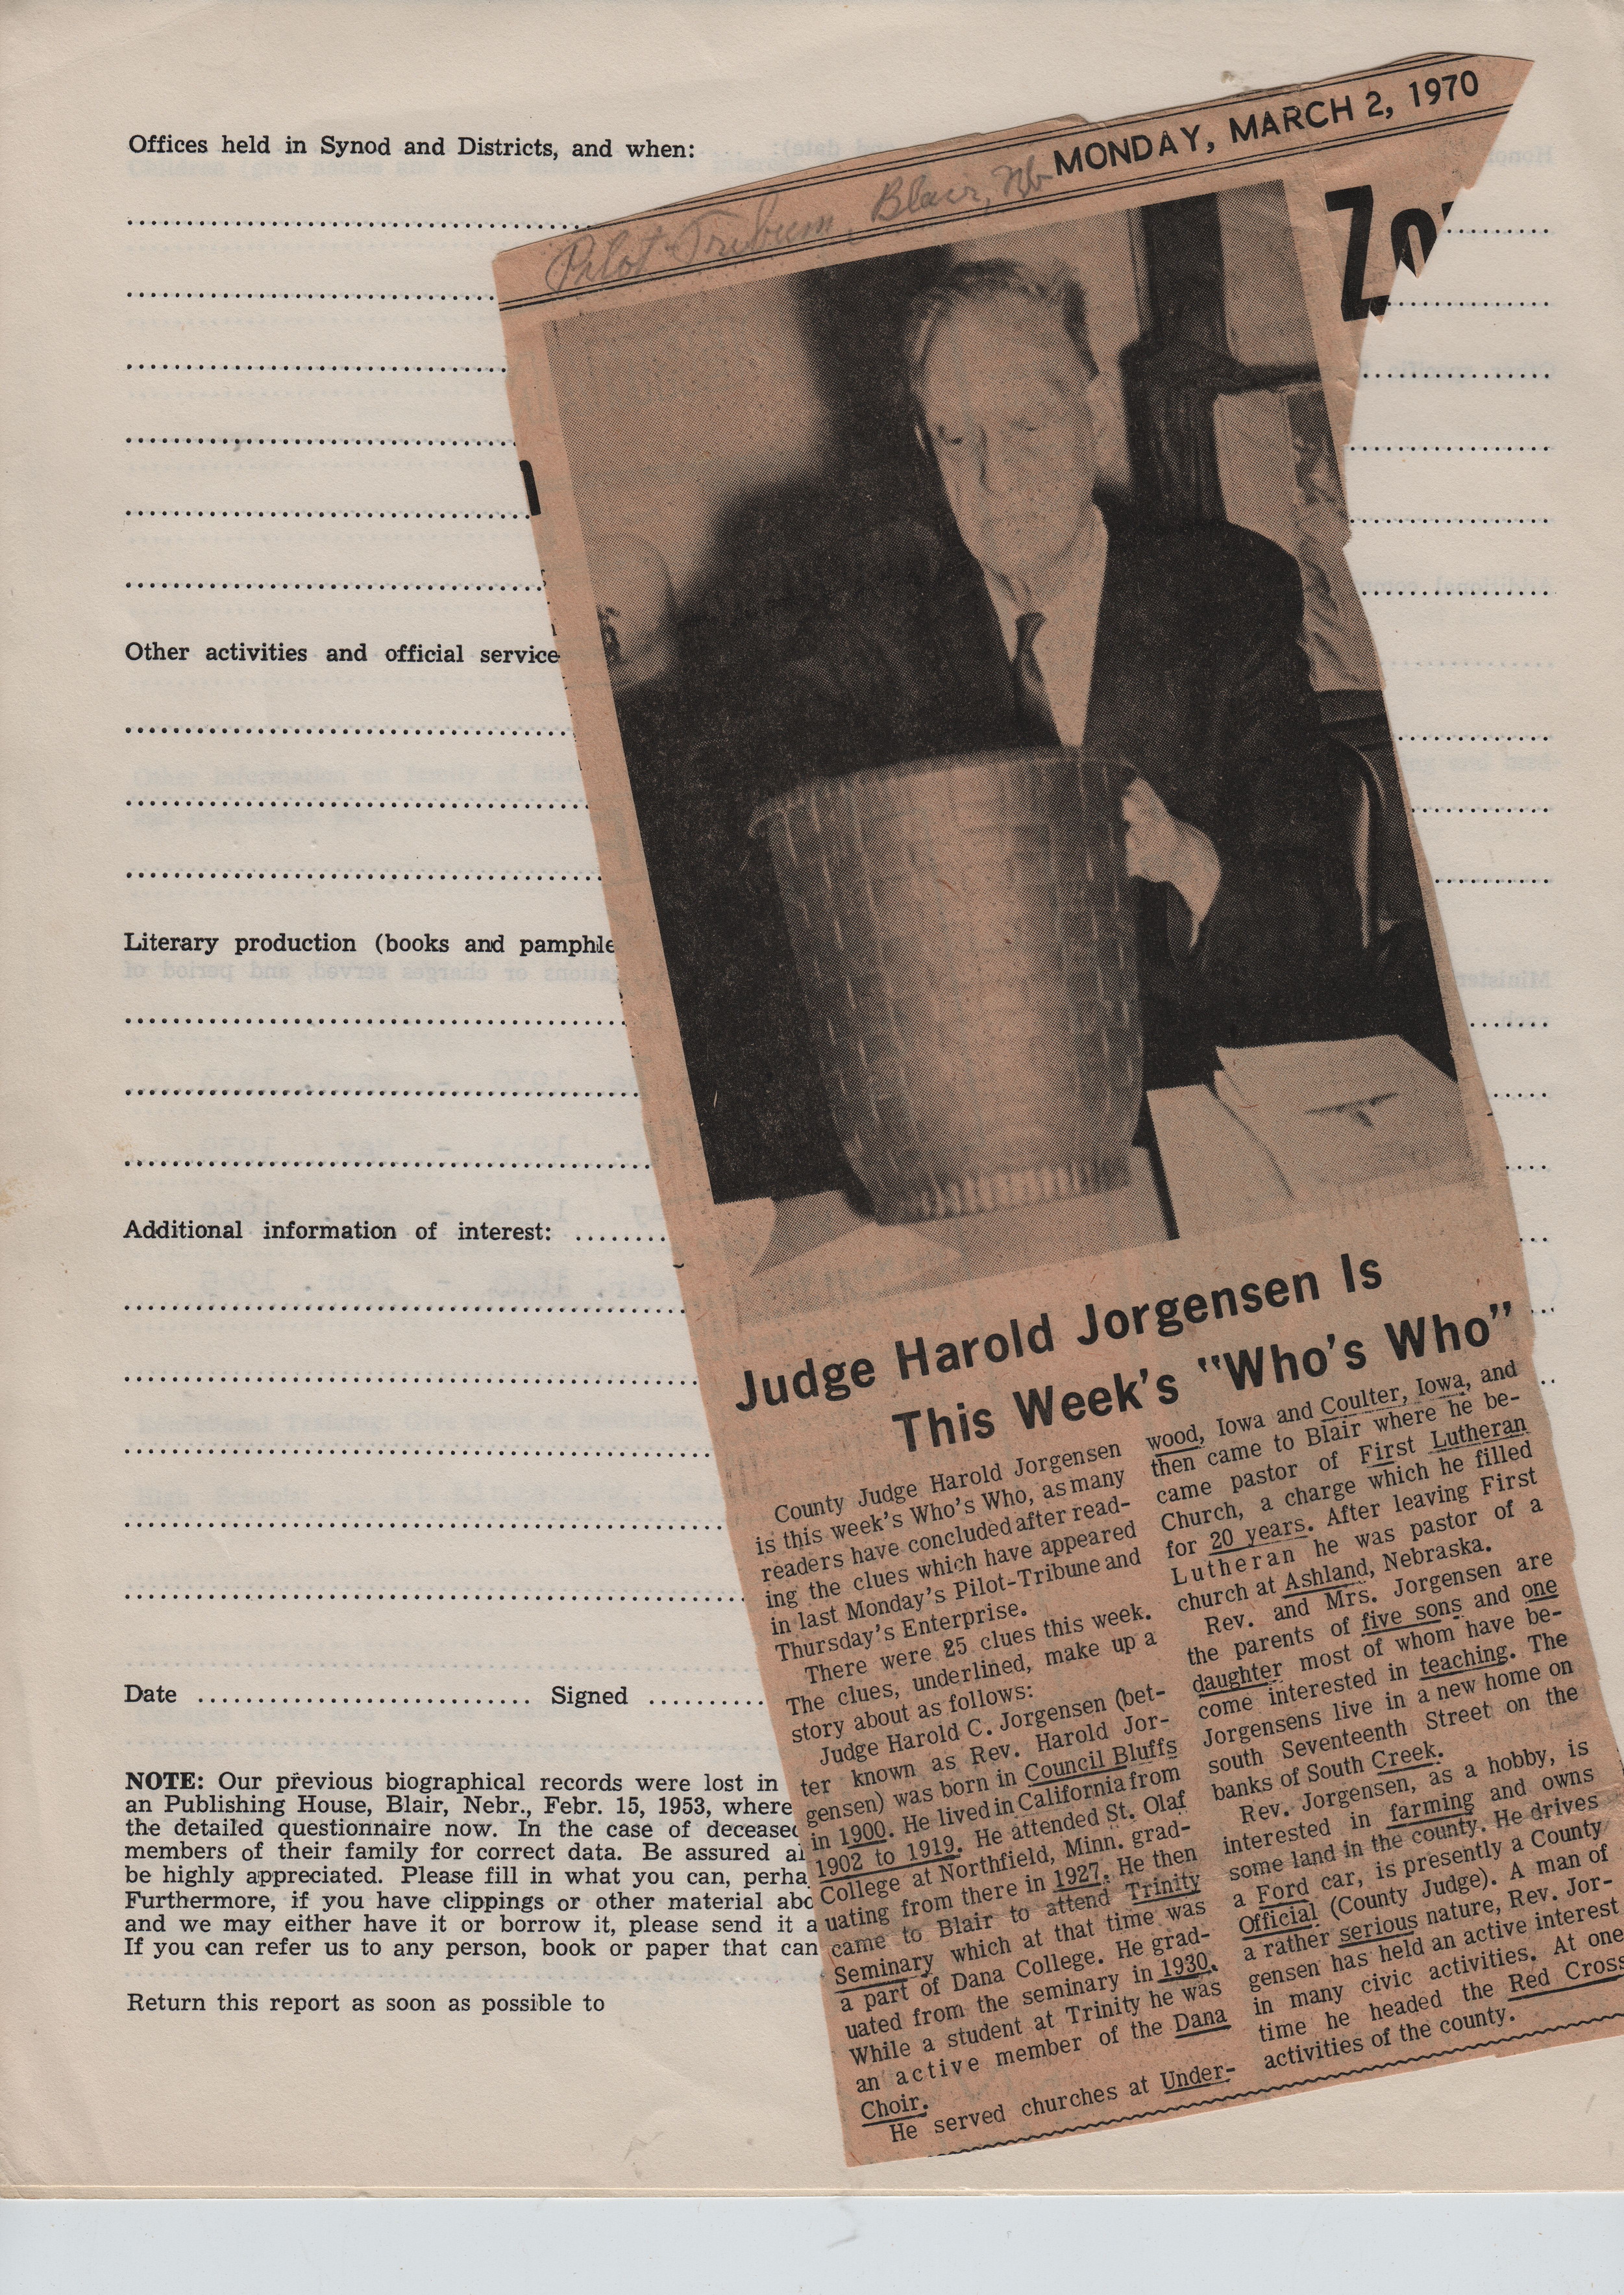 Offices held in Synod and Districts, and when:
Other activities and official service
Literary production (books and pamphle
Additional information of interest: ........
Date .............................. Signed ..........
NOTE: Our previous biographical records were lost in
an Publishing House, Blair, Nebr., Febr. 15, 1953, where
the detailed questionnaire now. In the case of deceased
members of their family for correct data. Be assured al
be highly appreciated. Please fill in what you can, perha
Furthermore, if you have clippings or other material abo
and we may either have it or borrow it, please send it a
If you can refer us to any person, book or paper that can
Return this report as soon as possible to
MONDAY, MARCH 2, 1970
Pilot-Tribune, Blair, Nb
Judge Harold Jorgensen Is
This Week's "Who's Who"
County Judge Harold Jorgensen
is this week's Who's Who, as many
readers have concluded after read-
ing the clues which have appeared
in last Monday's Pilot-Tribune and
Thursday's Enterprise.
There were 25 clues this week.
The clues, underlined, make up a
story about as follows:
Judge Harold C. Jorgensen (bet-
ter known as Rev. Harold Jor-
gensen) was born in Council Bluffs
in 1900. He lived in California from
1902 to 1919. He attended St. Olaf
College at Northfield, Minn. grad-
uating from there in 1927. He then
came to Blair to attend Trinity
Seminary which at that time was
a part of Dana College. He grad-
uated from the seminary in 1930.
While a student at Trinity he was
an active member of the Dana
Choir.
He served churches at Under-
wood, Iowa and Coulter, Iowa, and
then came to Blair where he be-
came pastor of First Lutheran
Church, a charge which he filled
for 20 years. After leaving First
Lutheran he was pastor of a
church at Ashland, Nebraska.
Rev. and Mrs. Jorgensen are
the parents of five sons and one
daughter most of whom have be-
come interested in teaching. The
Jorgensens live in a new home on
south Seventeenth Street on the
banks of South Creek.
Rev. Jorgensen, as a hobby, is
interested in farming and owns
some land in the county. He drives
a Ford car, is presently a County
Official (County Judge). A man of
a rather serious nature, Rev. Jor-
gensen has held an active interest
in many civic activities. At one
time he headed the Red Cross
activities of the county.